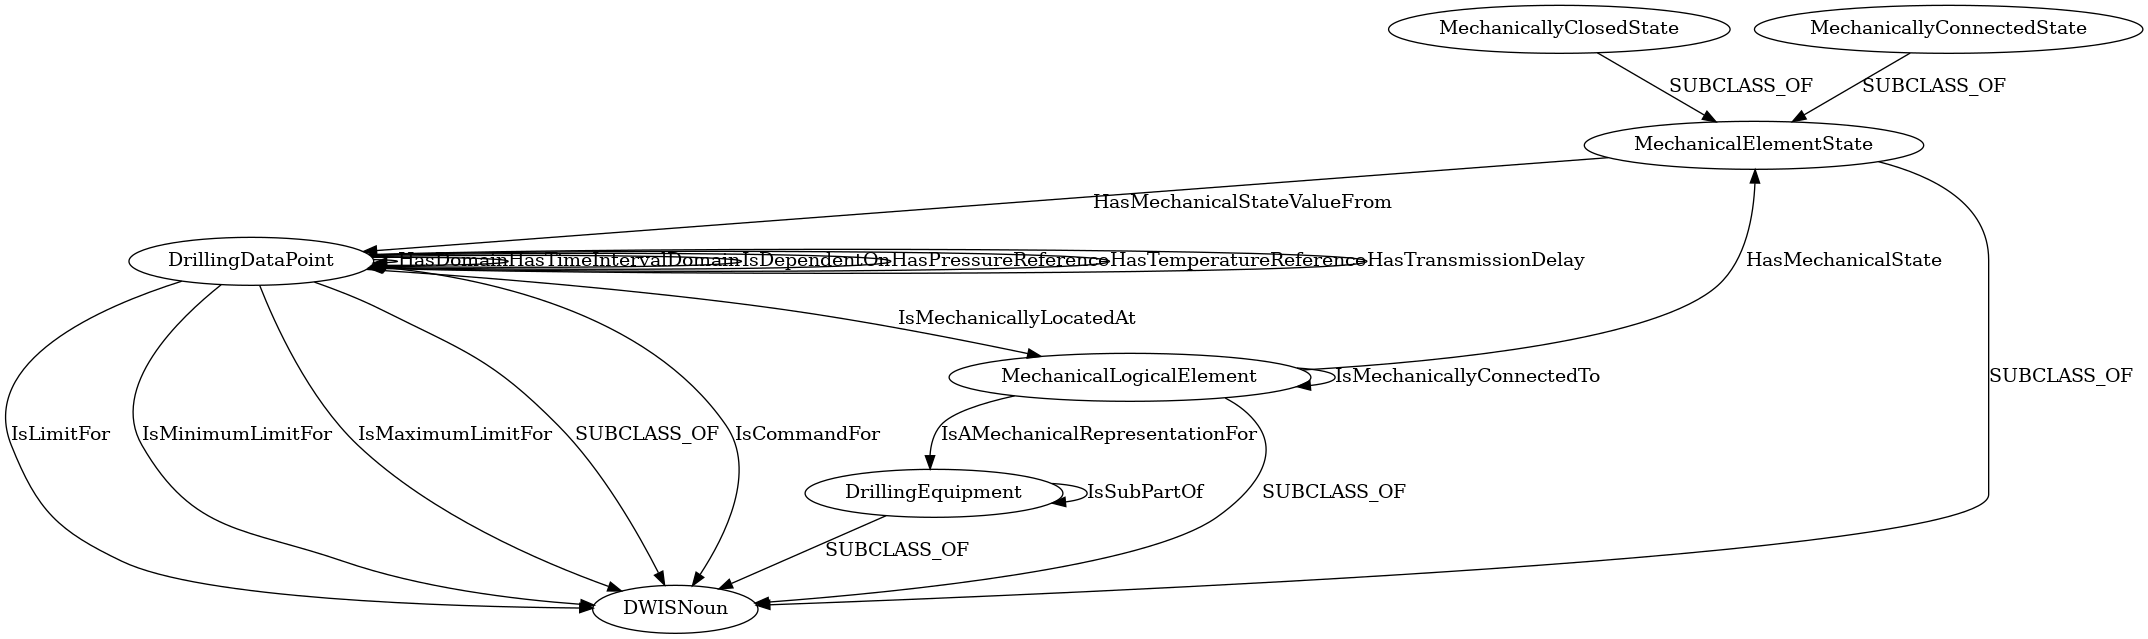 MechanicallyClosedState
MechanicallyConnectedState
SUBCLASS_OF
SUBCLASS_OF
MechanicalElementState
HasMechanicalStateValueFrom
DrillingDataPoint
HasDomain
HasTimeIntervalDomain
IsDependentOn
HasPressureReference
HasTemperatureReference
HasTransmissionDelay
HasMechanicalState
IsMechanicallyLocatedAt
MechanicalLogicalElement
IsMechanicallyConnectedTo
SUBCLASS_OF
IsLimitFor
IsMinimumLimitFor
IsMaximumLimitFor
SUBCLASS_OF
IsCommandFor
IsAMechanicalRepresentationFor
DrillingEquipment
IsSubPartOf
SUBCLASS_OF
SUBCLASS_OF
DWISNoun